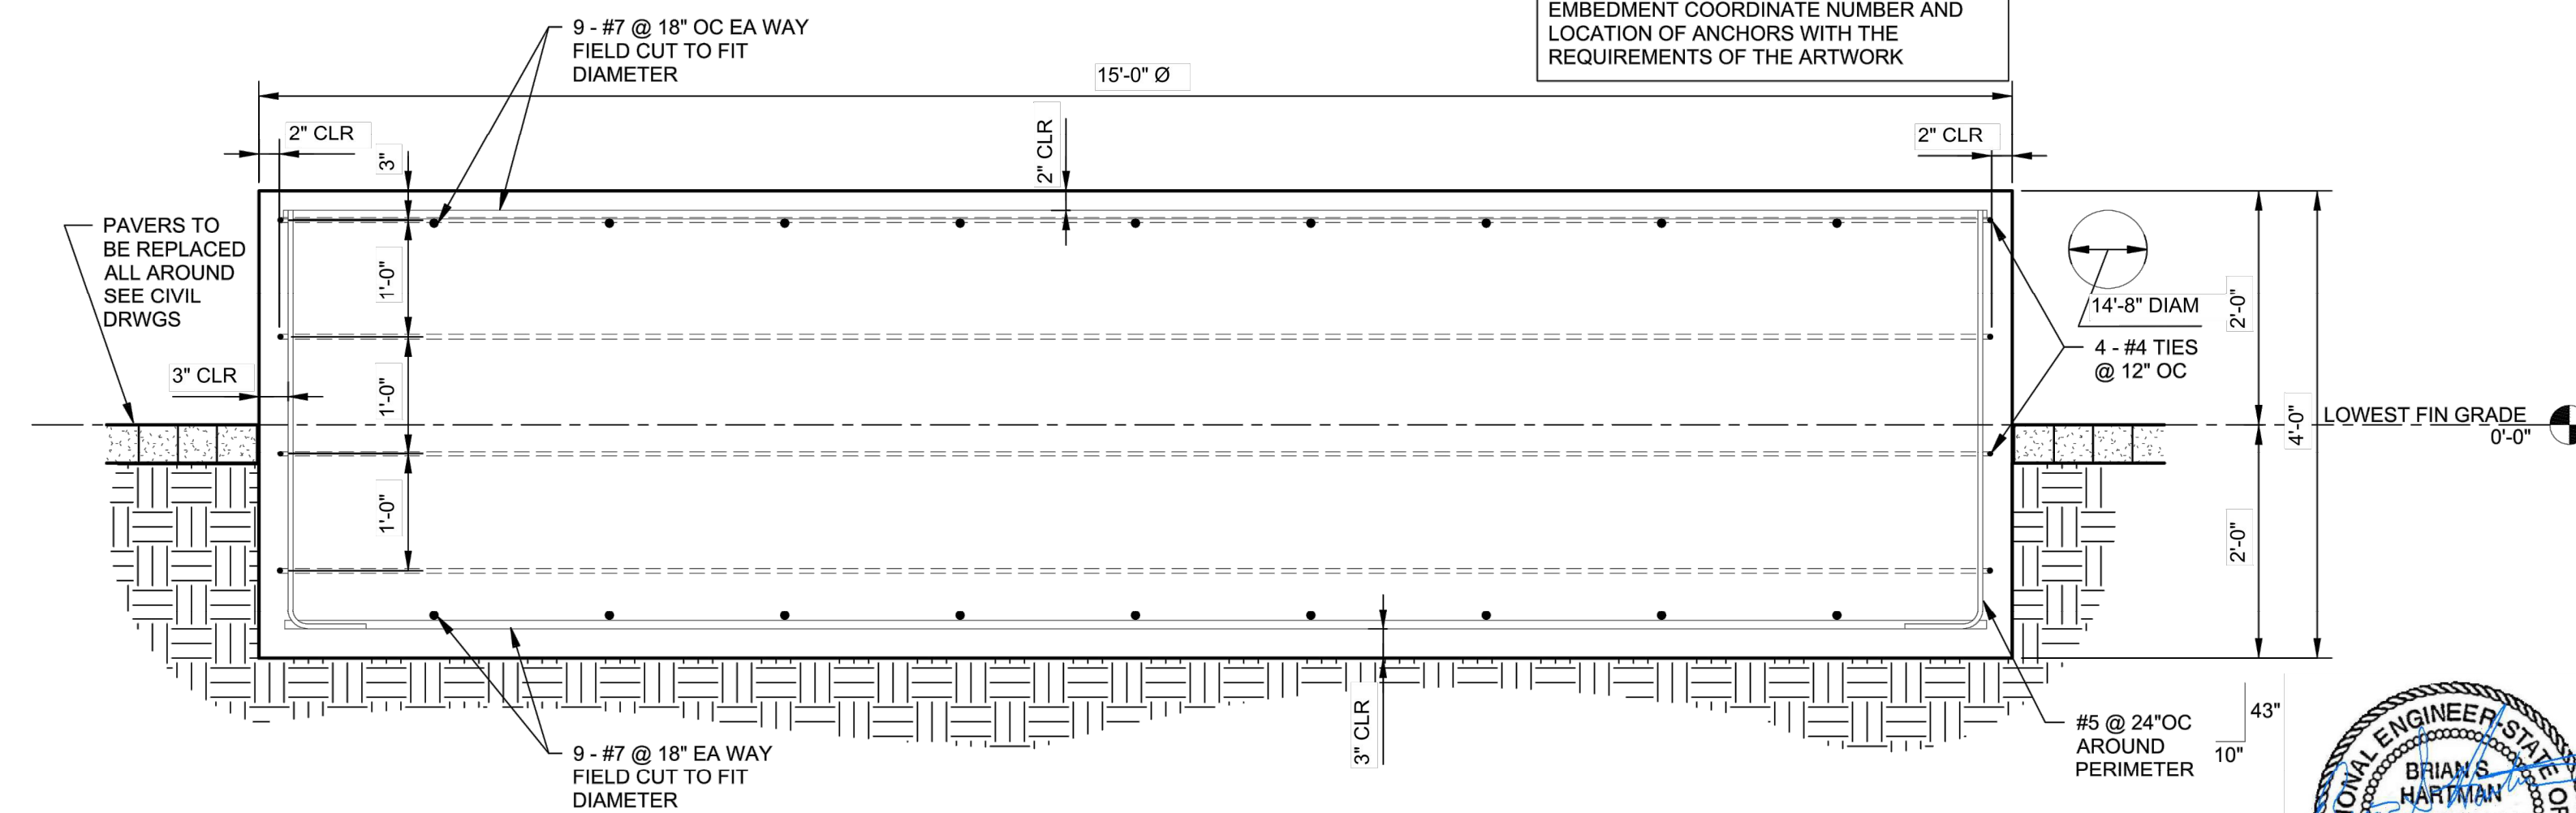 EMBEDMENT COORDINATE NUMBER AND
LOCATION OF ANCHORS WITH THE
REQUIREMENTS OF THE ARTWORK
9 - #7 @ 18" OC EA WAY
FIELD CUT TO FIT
DIAMETER
15'-0" Ø
2" CLR
3"
2" CLR
2" CLR
PAVERS TO
BE REPLACED
ALL AROUND
SEE CIVIL
DRWGS
1'-0"
14'-8" DIAM
2'-0"
4 - #4 TIES
@ 12" OC
3" CLR
1'-0"
4'-0"
LOWEST FIN GRADE
0'-0"
1'-0"
2'-0"
9 - #7 @ 18" EA WAY
FIELD CUT TO FIT
DIAMETER
3" CLR
#5 @ 24"OC
AROUND
PERIMETER
43"
10"
ONAL ENGINEER STATE OF
BRIAN S
HARTMAN